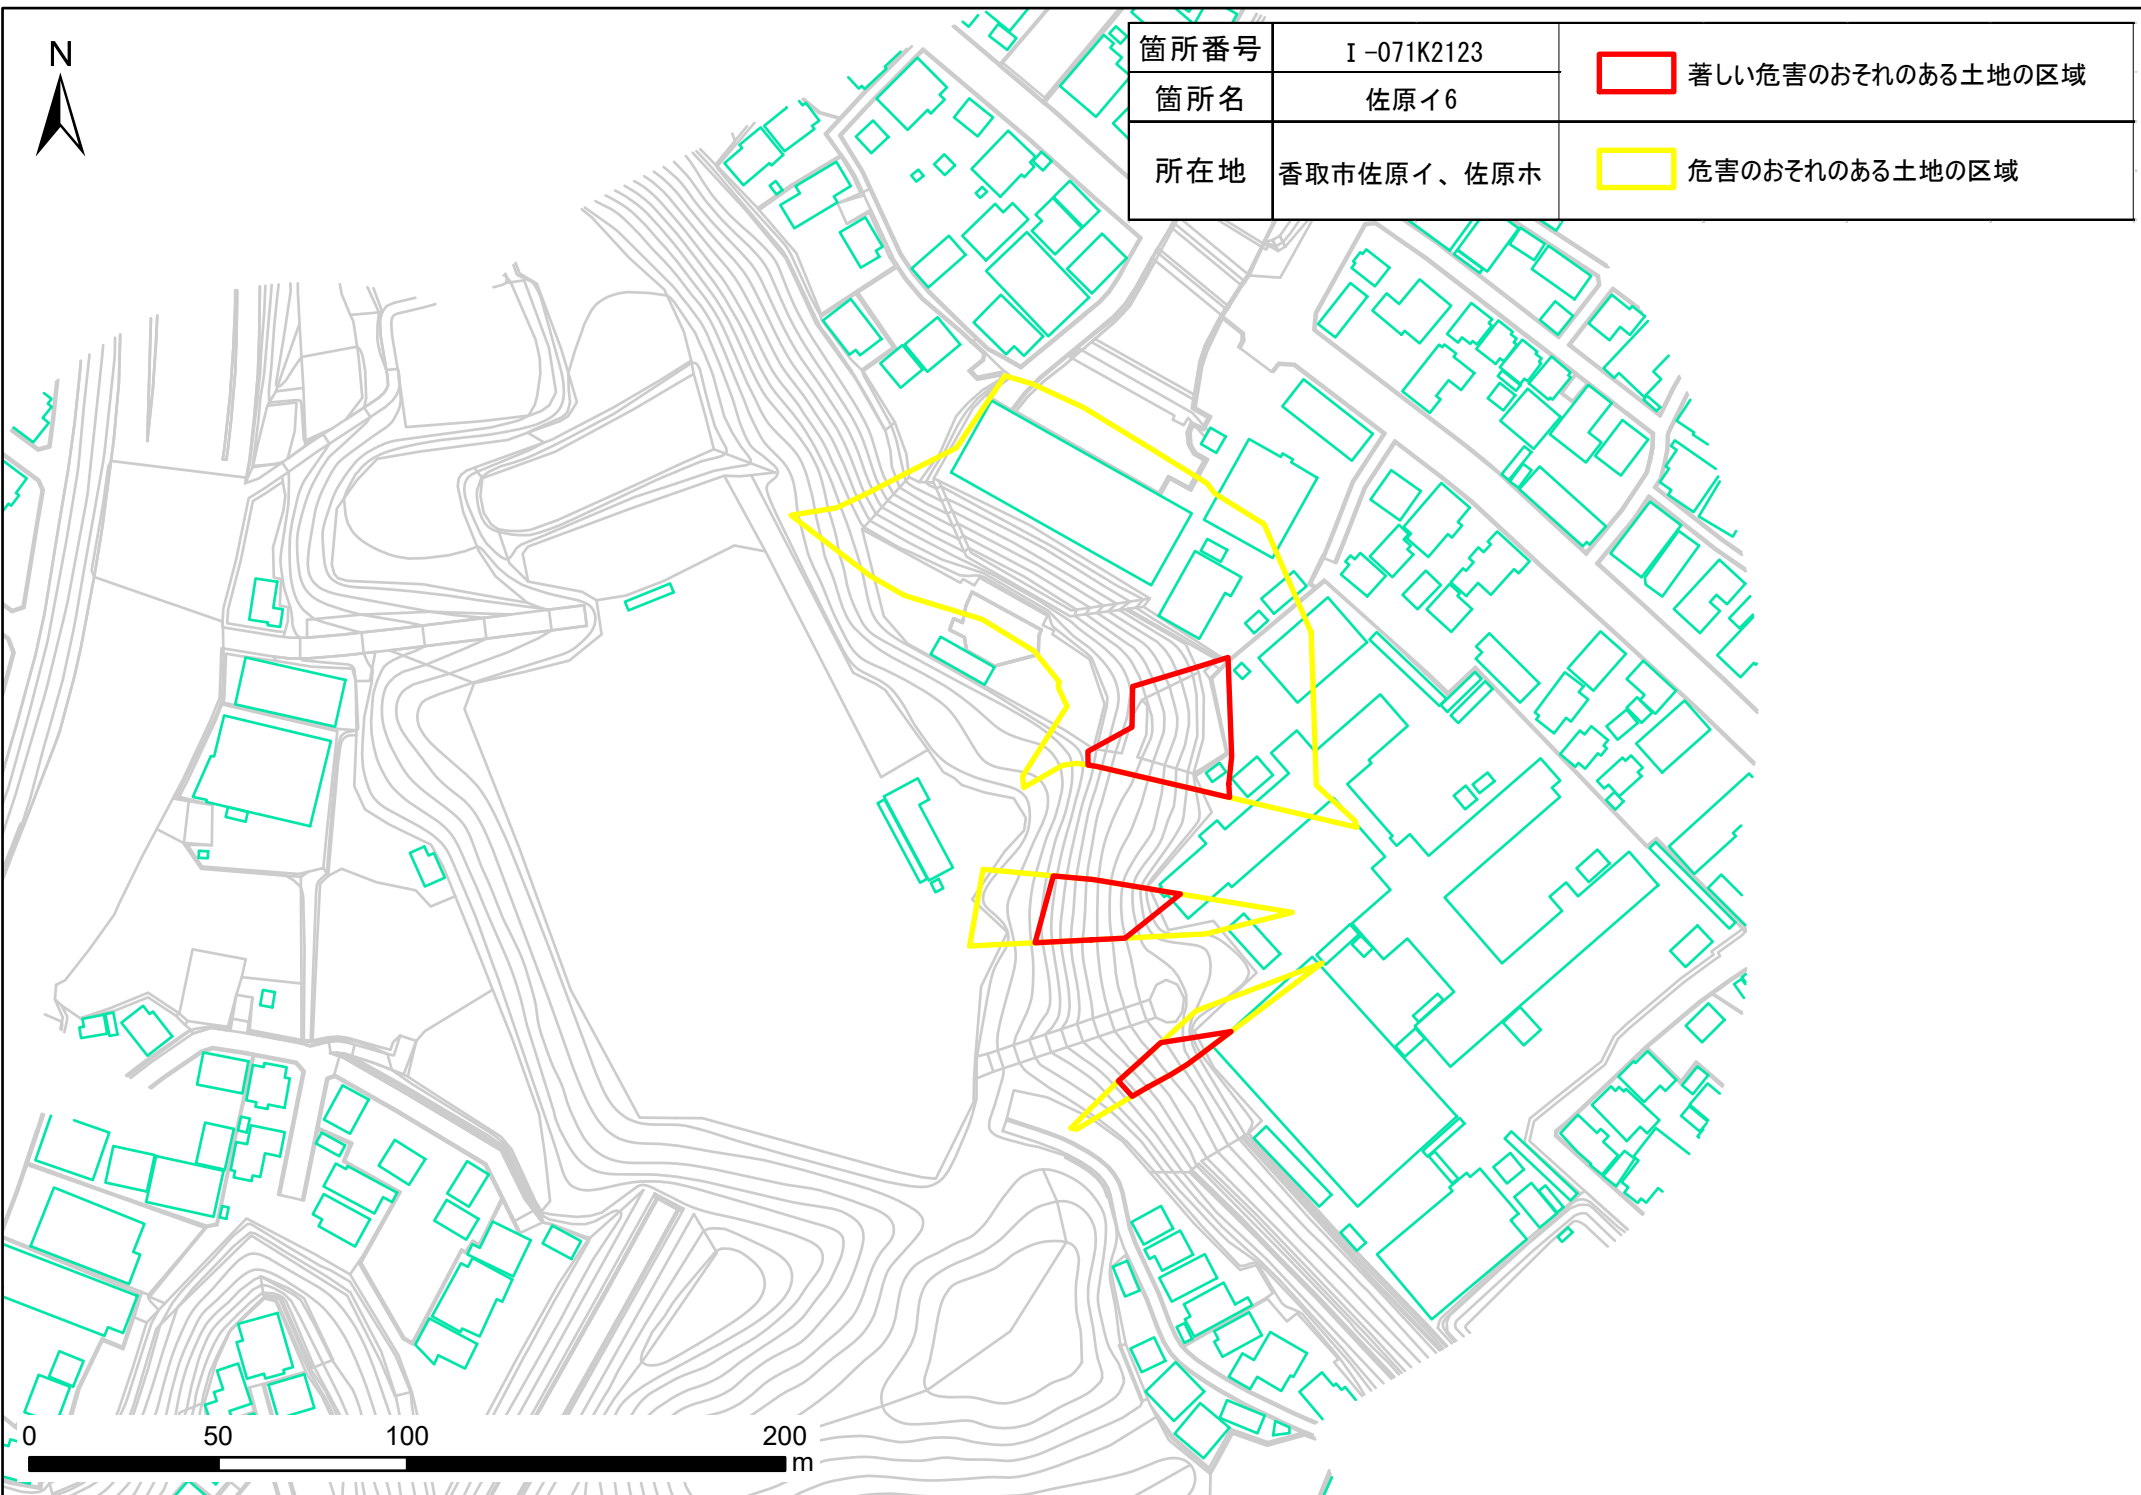 N
箇所番号 Ⅰ-071K2123
箇所名 佐原イ6
所在地 香取市佐原イ、佐原ホ
著しい危害のおそれのある土地の区域
危害のおそれのある土地の区域
0 50 100 200
m